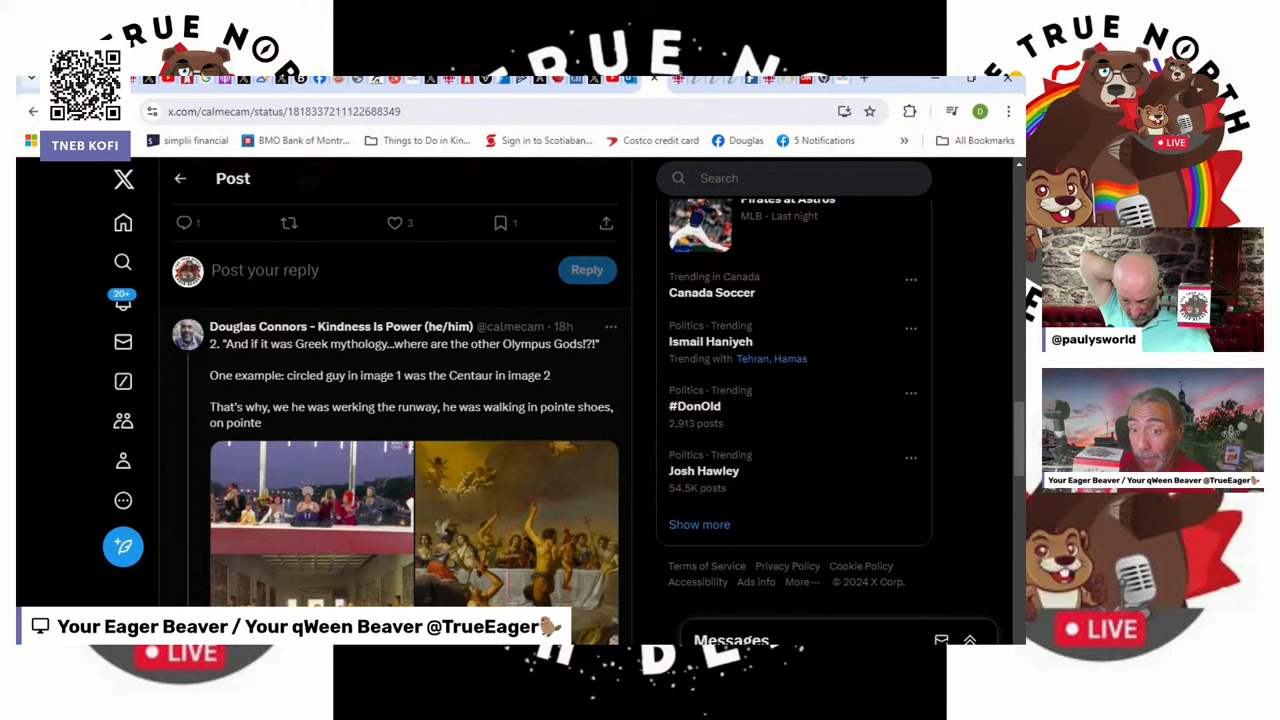 TRUE NO
TRUE N
TRUE NORTH
LIVE
TNEB KOFI
x.com/calmecam/status/1818337211122688349
simplii financial
BMO Bank of Montr...
Things to Do in Kin...
Sign in to Scotiaban...
Costco credit card
Douglas
5 Notifications
»
All Bookmarks
Post
1
3
1
Post your reply
Reply
20+
Douglas Connors - Kindness Is Power (he/him) @calmecam · 18h
2. "And if it was Greek mythology...where are the other Olympus Gods!?!"
One example: circled guy in image 1 was the Centaur in image 2
That's why, we he was werking the runway, he was walking in pointe shoes,
on pointe
Search
Pirates at Astros
MLB · Last night
Trending in Canada
Canada Soccer
Politics · Trending
Ismail Haniyeh
Trending with Tehran, Hamas
Politics · Trending
#DonOld
2,913 posts
Politics · Trending
Josh Hawley
54.5K posts
Show more
Terms of Service Privacy Policy Cookie Policy
Accessibility Ads info More ··· © 2024 X Corp.
Messages
@paulysworld
Your Eager Beaver / Your qWeen Beaver @TrueEager
Your Eager Beaver / Your qWeen Beaver @TrueEager
LIVE
LIVE